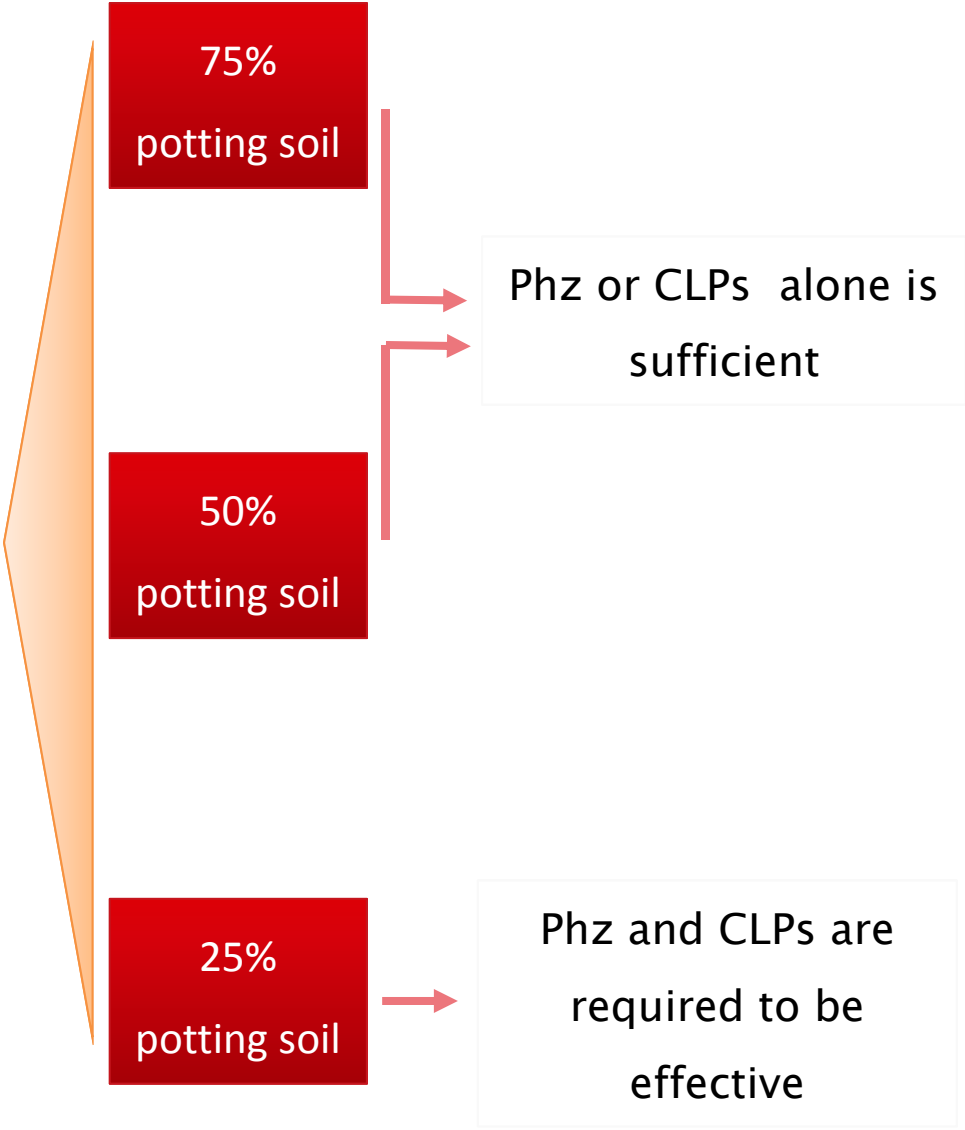 75%
potting soil
Phz or CLPs  alone is
sufficient
50%
potting soil
25%
potting soil
Phz and CLPs are
required to be
effective